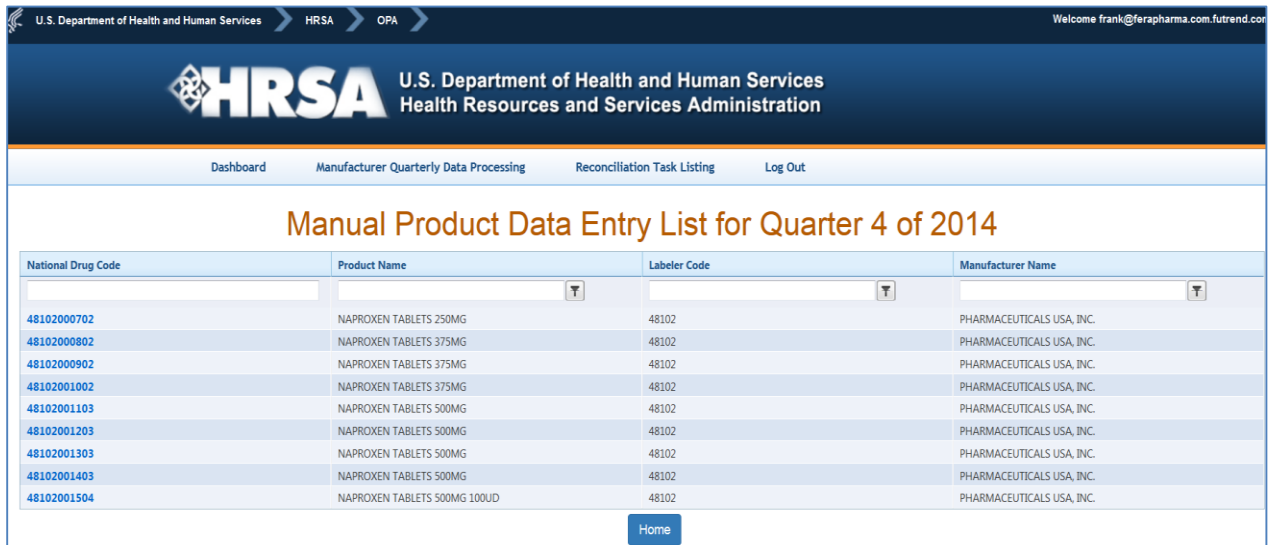 U.S. Department of Health and Human Services HRSA OPA Welcome frank@ferapharma.com.futrend.com
HRSA U.S. Department of Health and Human Services
Health Resources and Services Administration
Dashboard Manufacturer Quarterly Data Processing Reconciliation Task Listing Log Out
Manual Product Data Entry List for Quarter 4 of 2014
National Drug Code Product Name Labeler Code Manufacturer Name
48102000702 NAPROXEN TABLETS 250MG 48102 PHARMACEUTICALS USA, INC.
48102000802 NAPROXEN TABLETS 375MG 48102 PHARMACEUTICALS USA, INC.
48102000902 NAPROXEN TABLETS 375MG 48102 PHARMACEUTICALS USA, INC.
48102001002 NAPROXEN TABLETS 375MG 48102 PHARMACEUTICALS USA, INC.
48102001103 NAPROXEN TABLETS 500MG 48102 PHARMACEUTICALS USA, INC.
48102001203 NAPROXEN TABLETS 500MG 48102 PHARMACEUTICALS USA, INC.
48102001303 NAPROXEN TABLETS 500MG 48102 PHARMACEUTICALS USA, INC.
48102001403 NAPROXEN TABLETS 500MG 48102 PHARMACEUTICALS USA, INC.
48102001504 NAPROXEN TABLETS 500MG 100UD 48102 PHARMACEUTICALS USA, INC.
Home